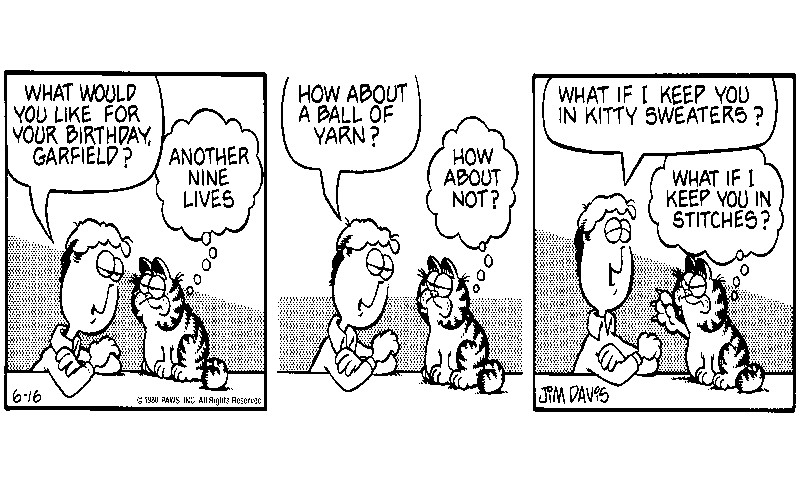 WHAT WOULD
YOU LIKE FOR
YOUR BIRTHDAY,
GARFIELD?
ANOTHER
NINE
LIVES
6-16
© 1980 PAWS, INC. All Rights Reserved
HOW ABOUT
A BALL OF
YARN?
HOW
ABOUT
NOT?
WHAT IF I KEEP YOU
IN KITTY SWEATERS?
WHAT IF I
KEEP YOU IN
STITCHES?
JIM DAVIS